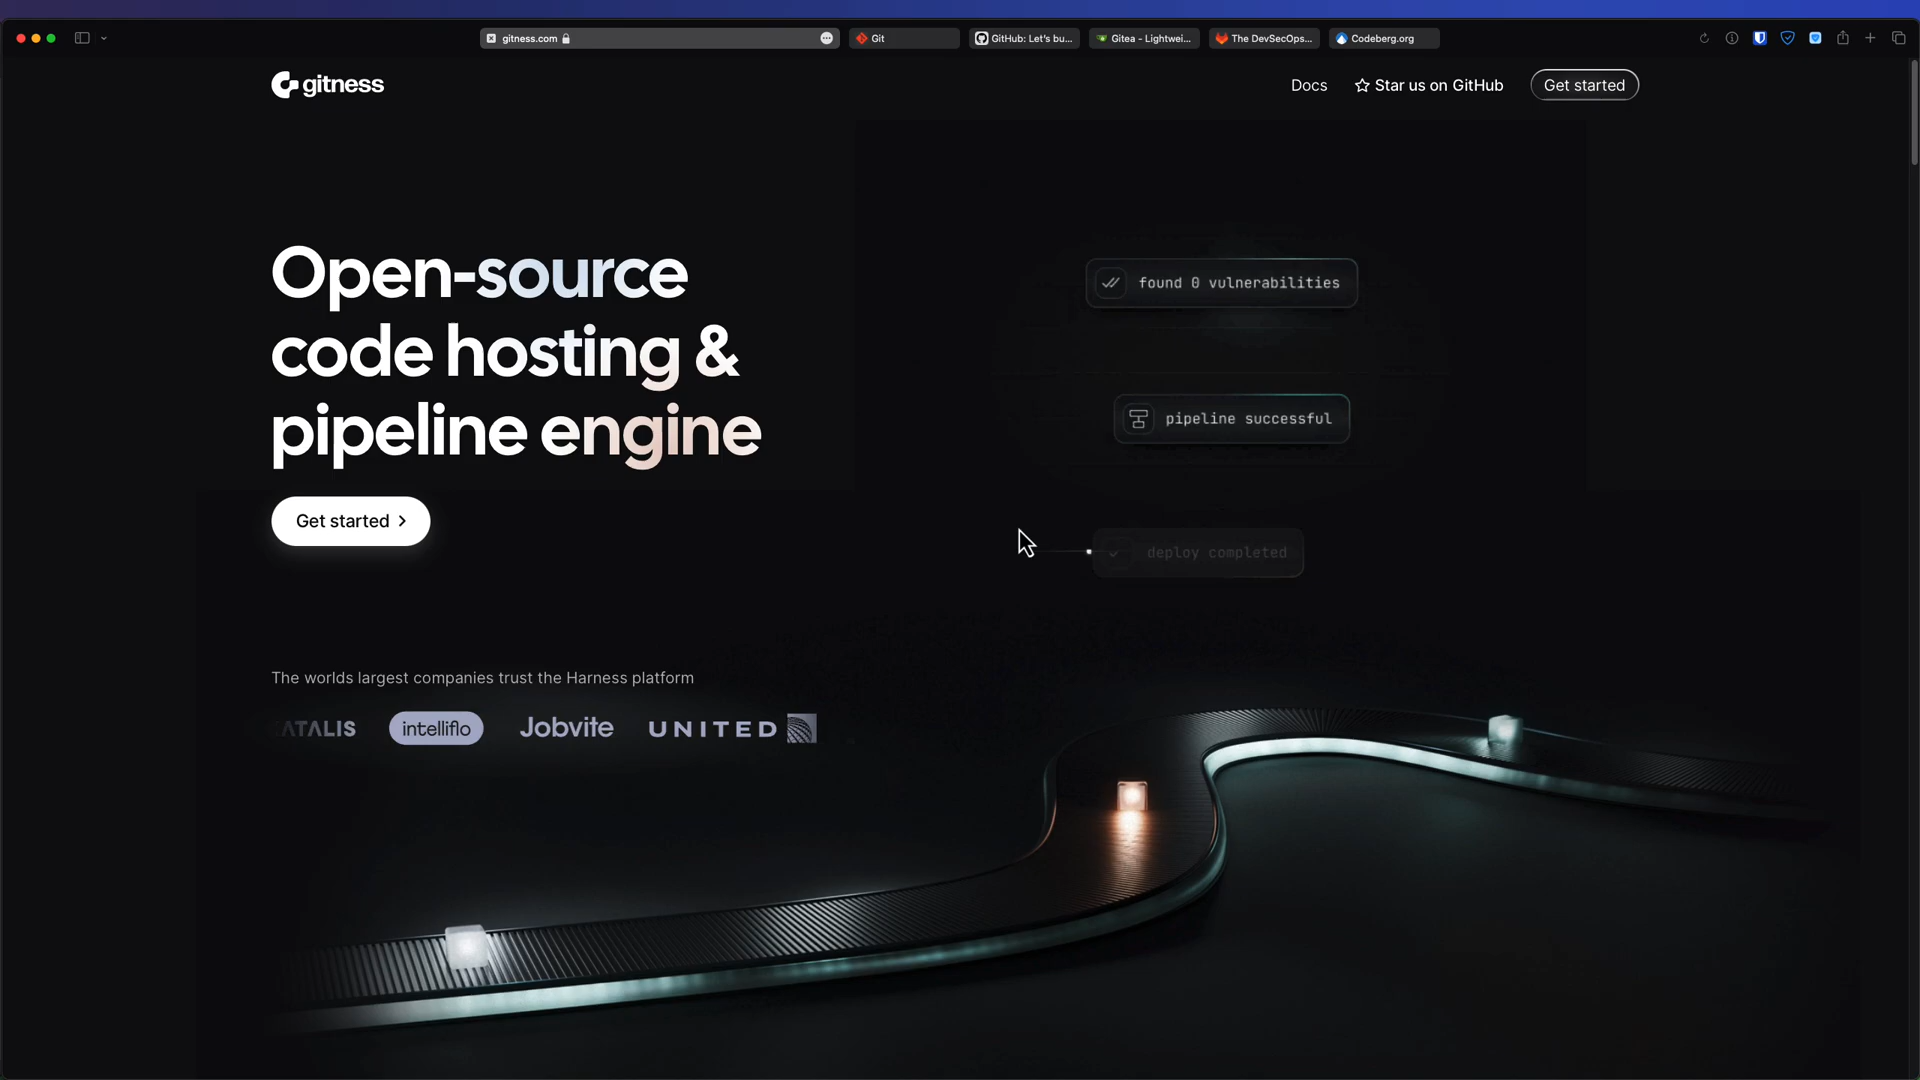 gitness.com
Git
GitHub: Let's bu...
Gitea - Lightwei...
The DevSecOps...
Codeberg.org
gitness
Docs
Star us on GitHub
Get started
Open-source
code hosting &
pipeline engine
Get started
found 0 vulnerabilities
pipeline successful
deploy completed
The worlds largest companies trust the Harness platform
ATALIS
intelliflo
Jobvite
UNITED